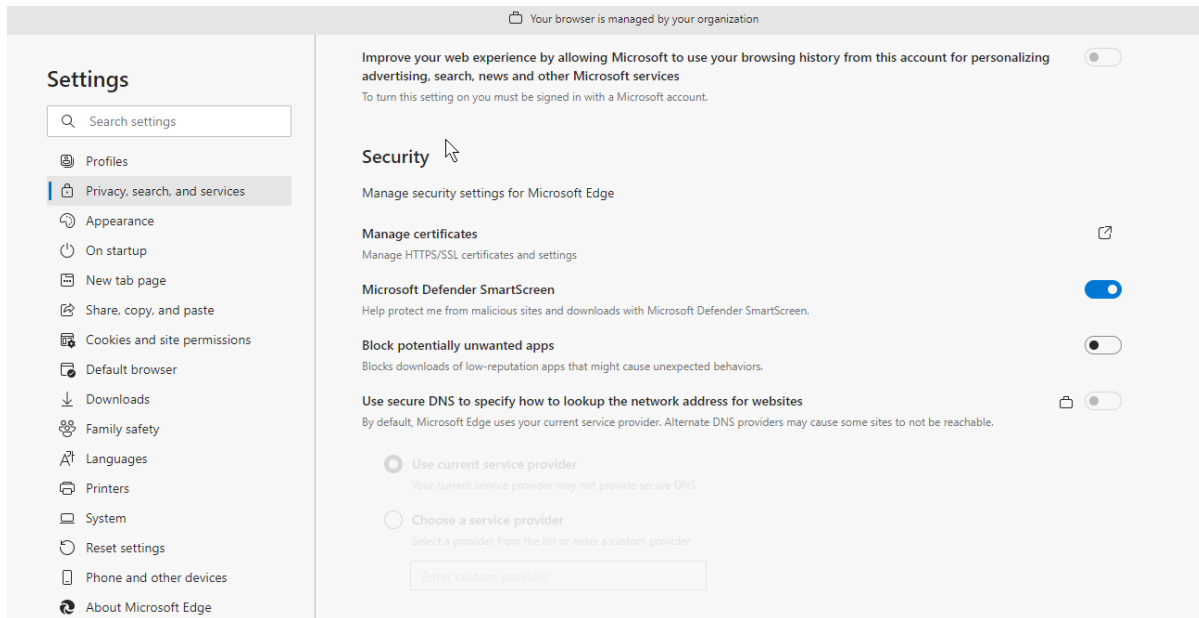 Your browser is managed by your organization
Settings
Search settings
Profiles
Privacy, search, and services
Appearance
On startup
New tab page
Share, copy, and paste
Cookies and site permissions
Default browser
Downloads
Family safety
Languages
Printers
System
Reset settings
Phone and other devices
About Microsoft Edge
Improve your web experience by allowing Microsoft to use your browsing history from this account for personalizing
advertising, search, news and other Microsoft services
To turn this setting on you must be signed in with a Microsoft account.
Security
Manage security settings for Microsoft Edge
Manage certificates
Manage HTTPS/SSL certificates and settings
Microsoft Defender SmartScreen
Help protect me from malicious sites and downloads with Microsoft Defender SmartScreen.
Block potentially unwanted apps
Blocks downloads of low-reputation apps that might cause unexpected behaviors.
Use secure DNS to specify how to lookup the network address for websites
By default, Microsoft Edge uses your current service provider. Alternate DNS providers may cause some sites to not be reachable.
Use current service provider
Your current service provider may not provide secure DNS
Choose a service provider
Select a provider from the list or enter a custom provider
Enter custom provider